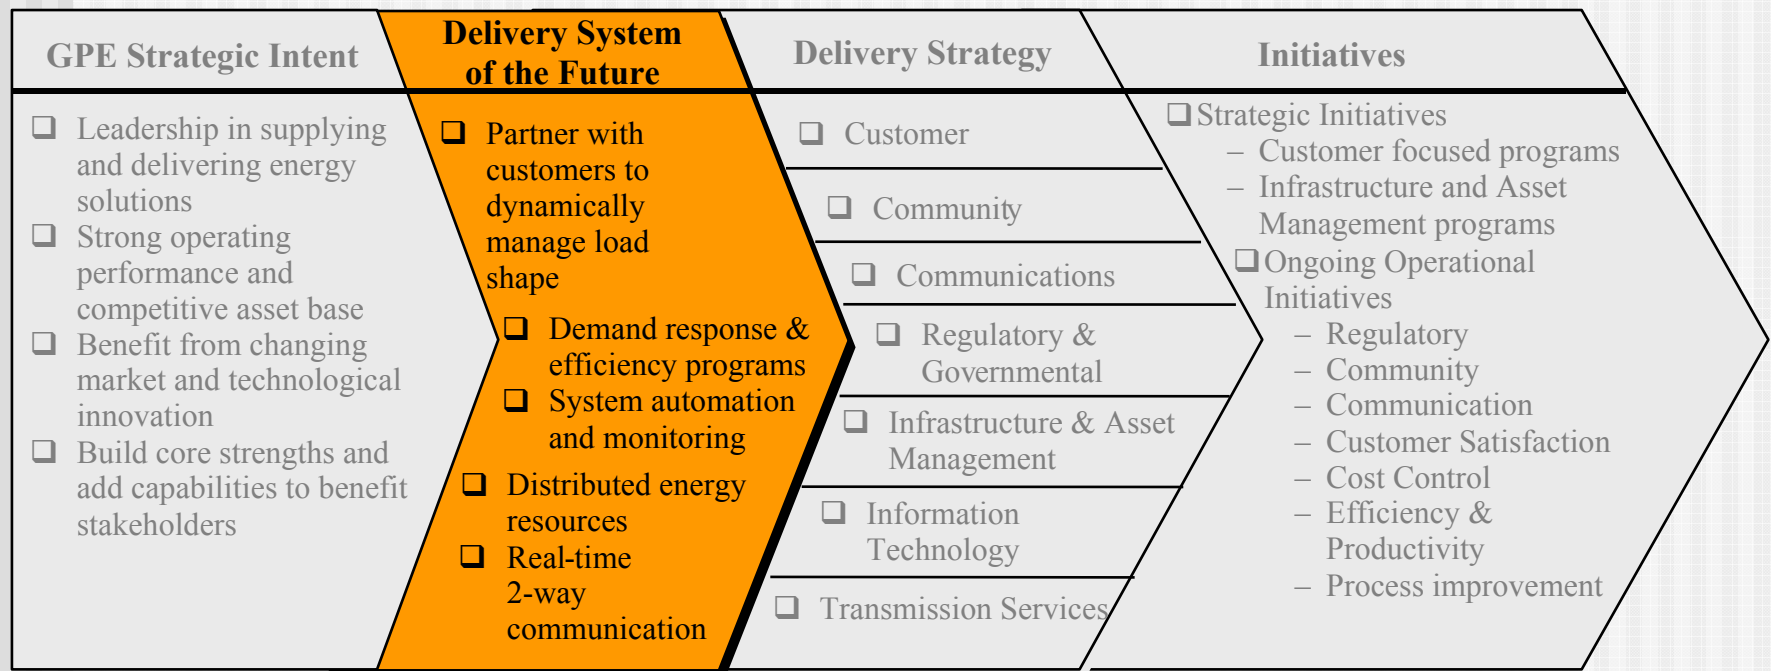 GPE Strategic Intent
❑ Leadership in supplying
and delivering energy
solutions
❑ Strong operating
performance and
competitive asset base
❑ Benefit from changing
market and technological
innovation
❑ Build core strengths and
add capabilities to benefit
stakeholders
Delivery System
of the Future
❑ Partner with
customers to
dynamically
manage load
shape
❑ Demand response &
efficiency programs
❑ System automation
and monitoring
❑ Distributed energy
resources
❑ Real-time
2-way
communication
Delivery Strategy
❑ Customer
❑ Community
❑ Communications
❑ Regulatory &
Governmental
❑ Infrastructure & Asset
Management
❑ Information
Technology
❑ Transmission Services
Initiatives
❑ Strategic Initiatives
– Customer focused programs
– Infrastructure and Asset
Management programs
❑ Ongoing Operational
Initiatives
– Regulatory
– Community
– Communication
– Customer Satisfaction
– Cost Control
– Efficiency &
Productivity
– Process improvement